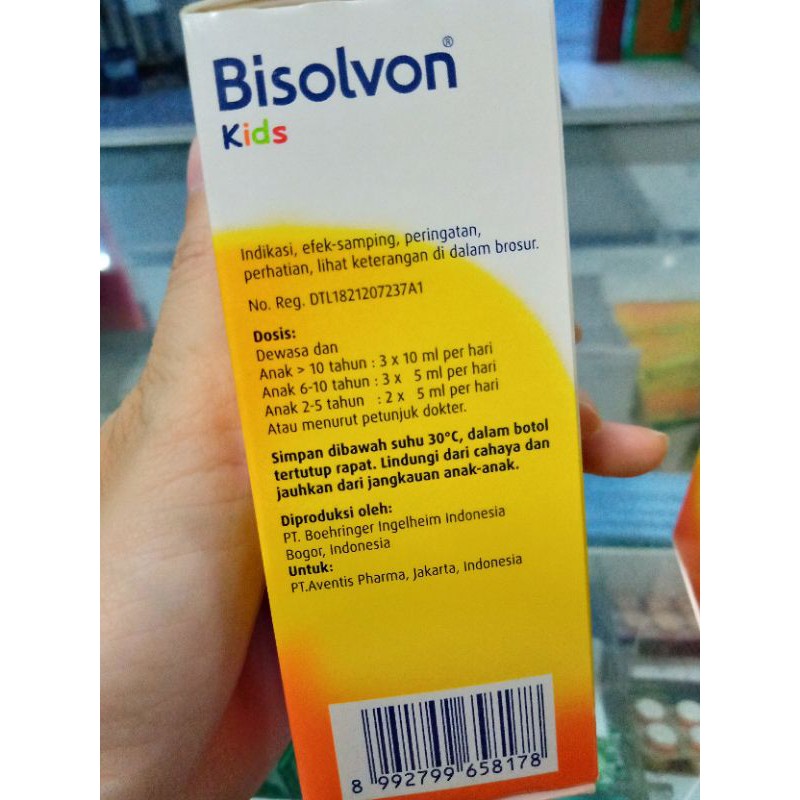 Bisolvon®
Kids
Indikasi, efek-samping, peringatan,
perhatian, lihat keterangan di dalam brosur.
No. Reg. DTL1821207237A1
Dosis:
Dewasa dan
Anak > 10 tahun : 3 x 10 ml per hari
Anak 6-10 tahun : 3 x 5 ml per hari
Anak 2-5 tahun : 2 x 5 ml per hari
Atau menurut petunjuk dokter.
Simpan dibawah suhu 30°C, dalam botol
tertutup rapat. Lindungi dari cahaya dan
jauhkan dari jangkauan anak-anak.
Diproduksi oleh:
PT. Boehringer Ingelheim Indonesia
Bogor, Indonesia
Untuk:
PT.Aventis Pharma, Jakarta, Indonesia
8 992799 658178